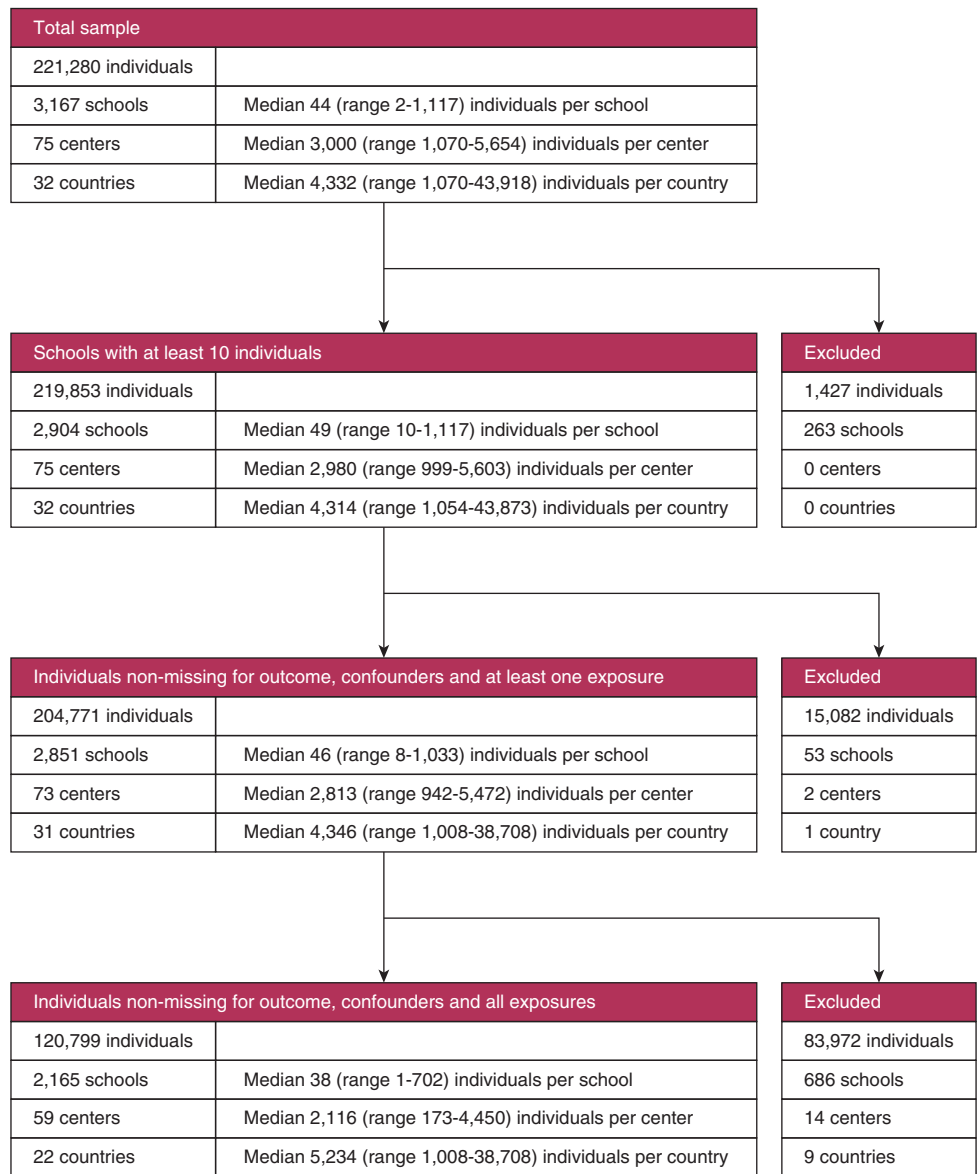 Total sample
221,280 individuals
3,167 schools Median 44 (range 2-1,117) individuals per school
75 centers Median 3,000 (range 1,070-5,654) individuals per center
32 countries Median 4,332 (range 1,070-43,918) individuals per country
Schools with at least 10 individuals
219,853 individuals
2,904 schools Median 49 (range 10-1,117) individuals per school
75 centers Median 2,980 (range 999-5,603) individuals per center
32 countries Median 4,314 (range 1,054-43,873) individuals per country
Excluded
1,427 individuals
263 schools
0 centers
0 countries
Individuals non-missing for outcome, confounders and at least one exposure
204,771 individuals
2,851 schools Median 46 (range 8-1,033) individuals per school
73 centers Median 2,813 (range 942-5,472) individuals per center
31 countries Median 4,346 (range 1,008-38,708) individuals per country
Excluded
15,082 individuals
53 schools
2 centers
1 country
Individuals non-missing for outcome, confounders and all exposures
120,799 individuals
2,165 schools Median 38 (range 1-702) individuals per school
59 centers Median 2,116 (range 173-4,450) individuals per center
22 countries Median 5,234 (range 1,008-38,708) individuals per country
Excluded
83,972 individuals
686 schools
14 centers
9 countries